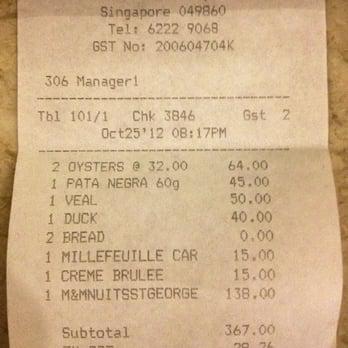 Singapore 049860
Tel: 6222 9068
GST No: 200604704K
306 Manager1
Tbl 101/1 Chk 3846 Gst 2
Oct25'12 08:17PM
2 OYSTERS @ 32.00 64.00
1 PATA NEGRA 60g 45.00
1 VEAL 50.00
1 DUCK 40.00
2 BREAD 0.00
1 MILLEFEUILLE CAR 15.00
1 CREME BRULEE 15.00
1 M&MNUITSSTGEORGE 138.00
Subtotal 367.00